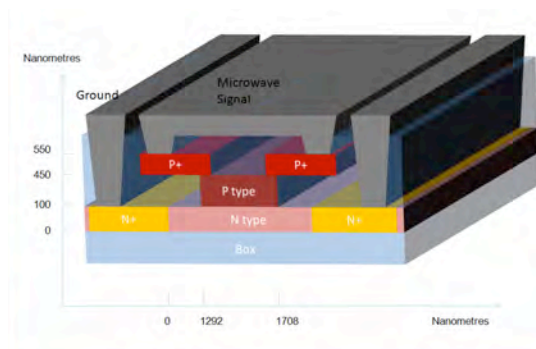 Nanometres
Ground
Microwave
Signal
550
P+
P+
450
P type
100
N+
N type
N+
0
Box
0
1292
1708
Nanometres